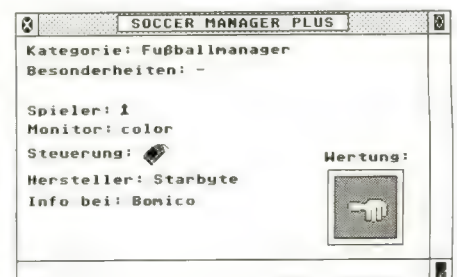 SOCCER MANAGER PLUS
Kategorie: Fußballmanager
Besonderheiten: -
Spieler: 1
Monitor: color
Steuerung:
Wertung:
Hersteller: Starbyte
Info bei: Bomico